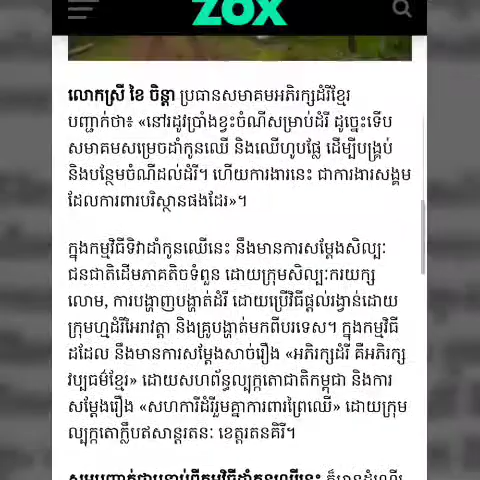 zox
លោកស្រី ខៃ ចិន្តា ប្រធានសមាគមអភិរក្សដំរីខ្មែរ
បញ្ជាក់ថា៖ «នៅរដូវប្រាំងខ្វះចំណីសម្រាប់ដំរី ដូច្នេះទើប
សមាគមសម្រេចដាំកូនឈើ និងឈើហូបផ្លែ ដើម្បីបង្គ្រប់
និងបន្ថែមចំណីដល់ដំរី។ ហើយការងារនេះ ជាការងារសង្គម
ដែលការពារបរិស្ថានផងដែរ»។
ក្នុងកម្មវិធីទិវាដាំកូនឈើនេះ នឹងមានការសម្តែងសិល្បៈ
ជនជាតិដើមភាគតិចទំពួន ដោយក្រុមសិល្បៈករយក្ស
លោម, ការបង្ហាញបង្ហាត់ដំរី ដោយប្រើវិធីផ្តល់រង្វាន់ដោយ
ក្រុមហ្មដំរីអៃរាវត្តា និងគ្រូបង្ហាត់មកពីបរទេស។ ក្នុងកម្មវិធី
ដដែល នឹងមានការសម្តែងសាច់រឿង «អភិរក្សដំរី គឺអភិរក្ស
វប្បធម៌ខ្មែរ» ដោយសហព័ន្ធល្បុក្កតោជាតិកម្ពុជា និងការ
សម្តែងរឿង «សហការីដំរីរួមគ្នាការពារព្រៃឈើ» ដោយក្រុម
ល្បុក្កតោក្លឹបឥសាន្តរតនៈ ខេត្តរតនគិរី។